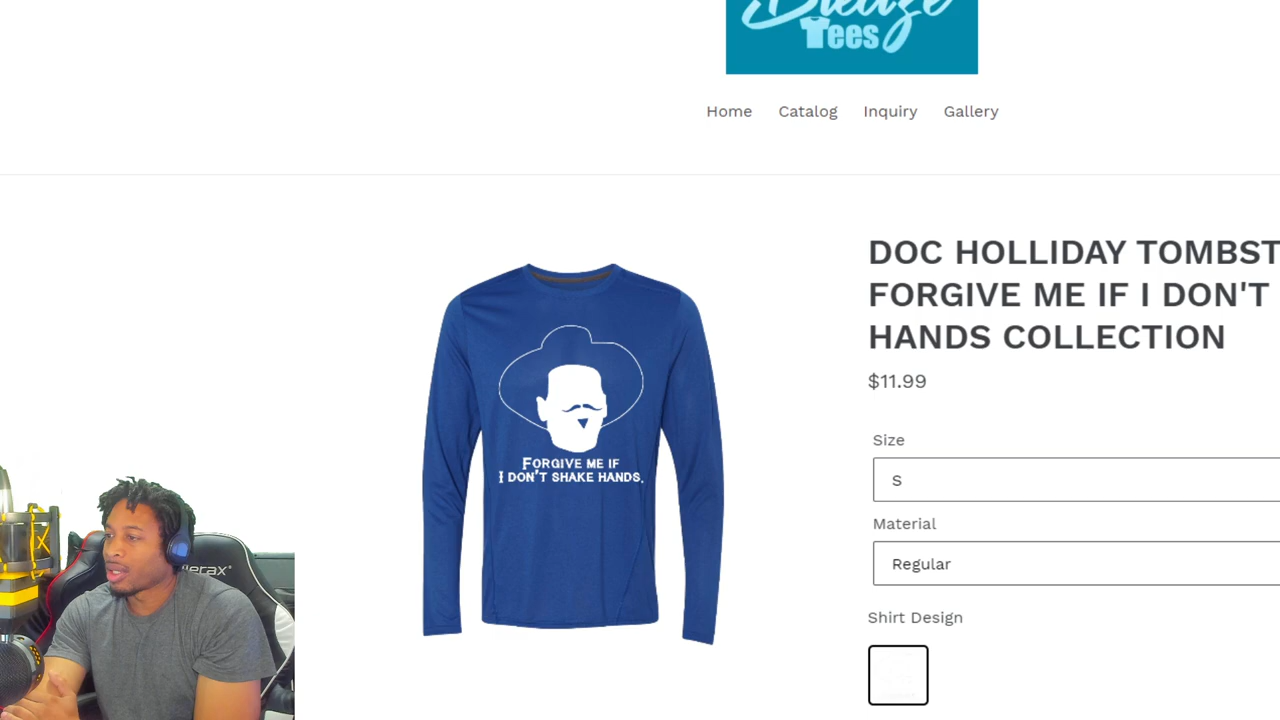 Tees
Home Catalog Inquiry Gallery
DOC HOLLIDAY TOMBST
FORGIVE ME IF I DON'T
HANDS COLLECTION
$11.99
Size
S
Material
Regular
Shirt Design
FORGIVE ME IF
I DON'T SHAKE HANDS.